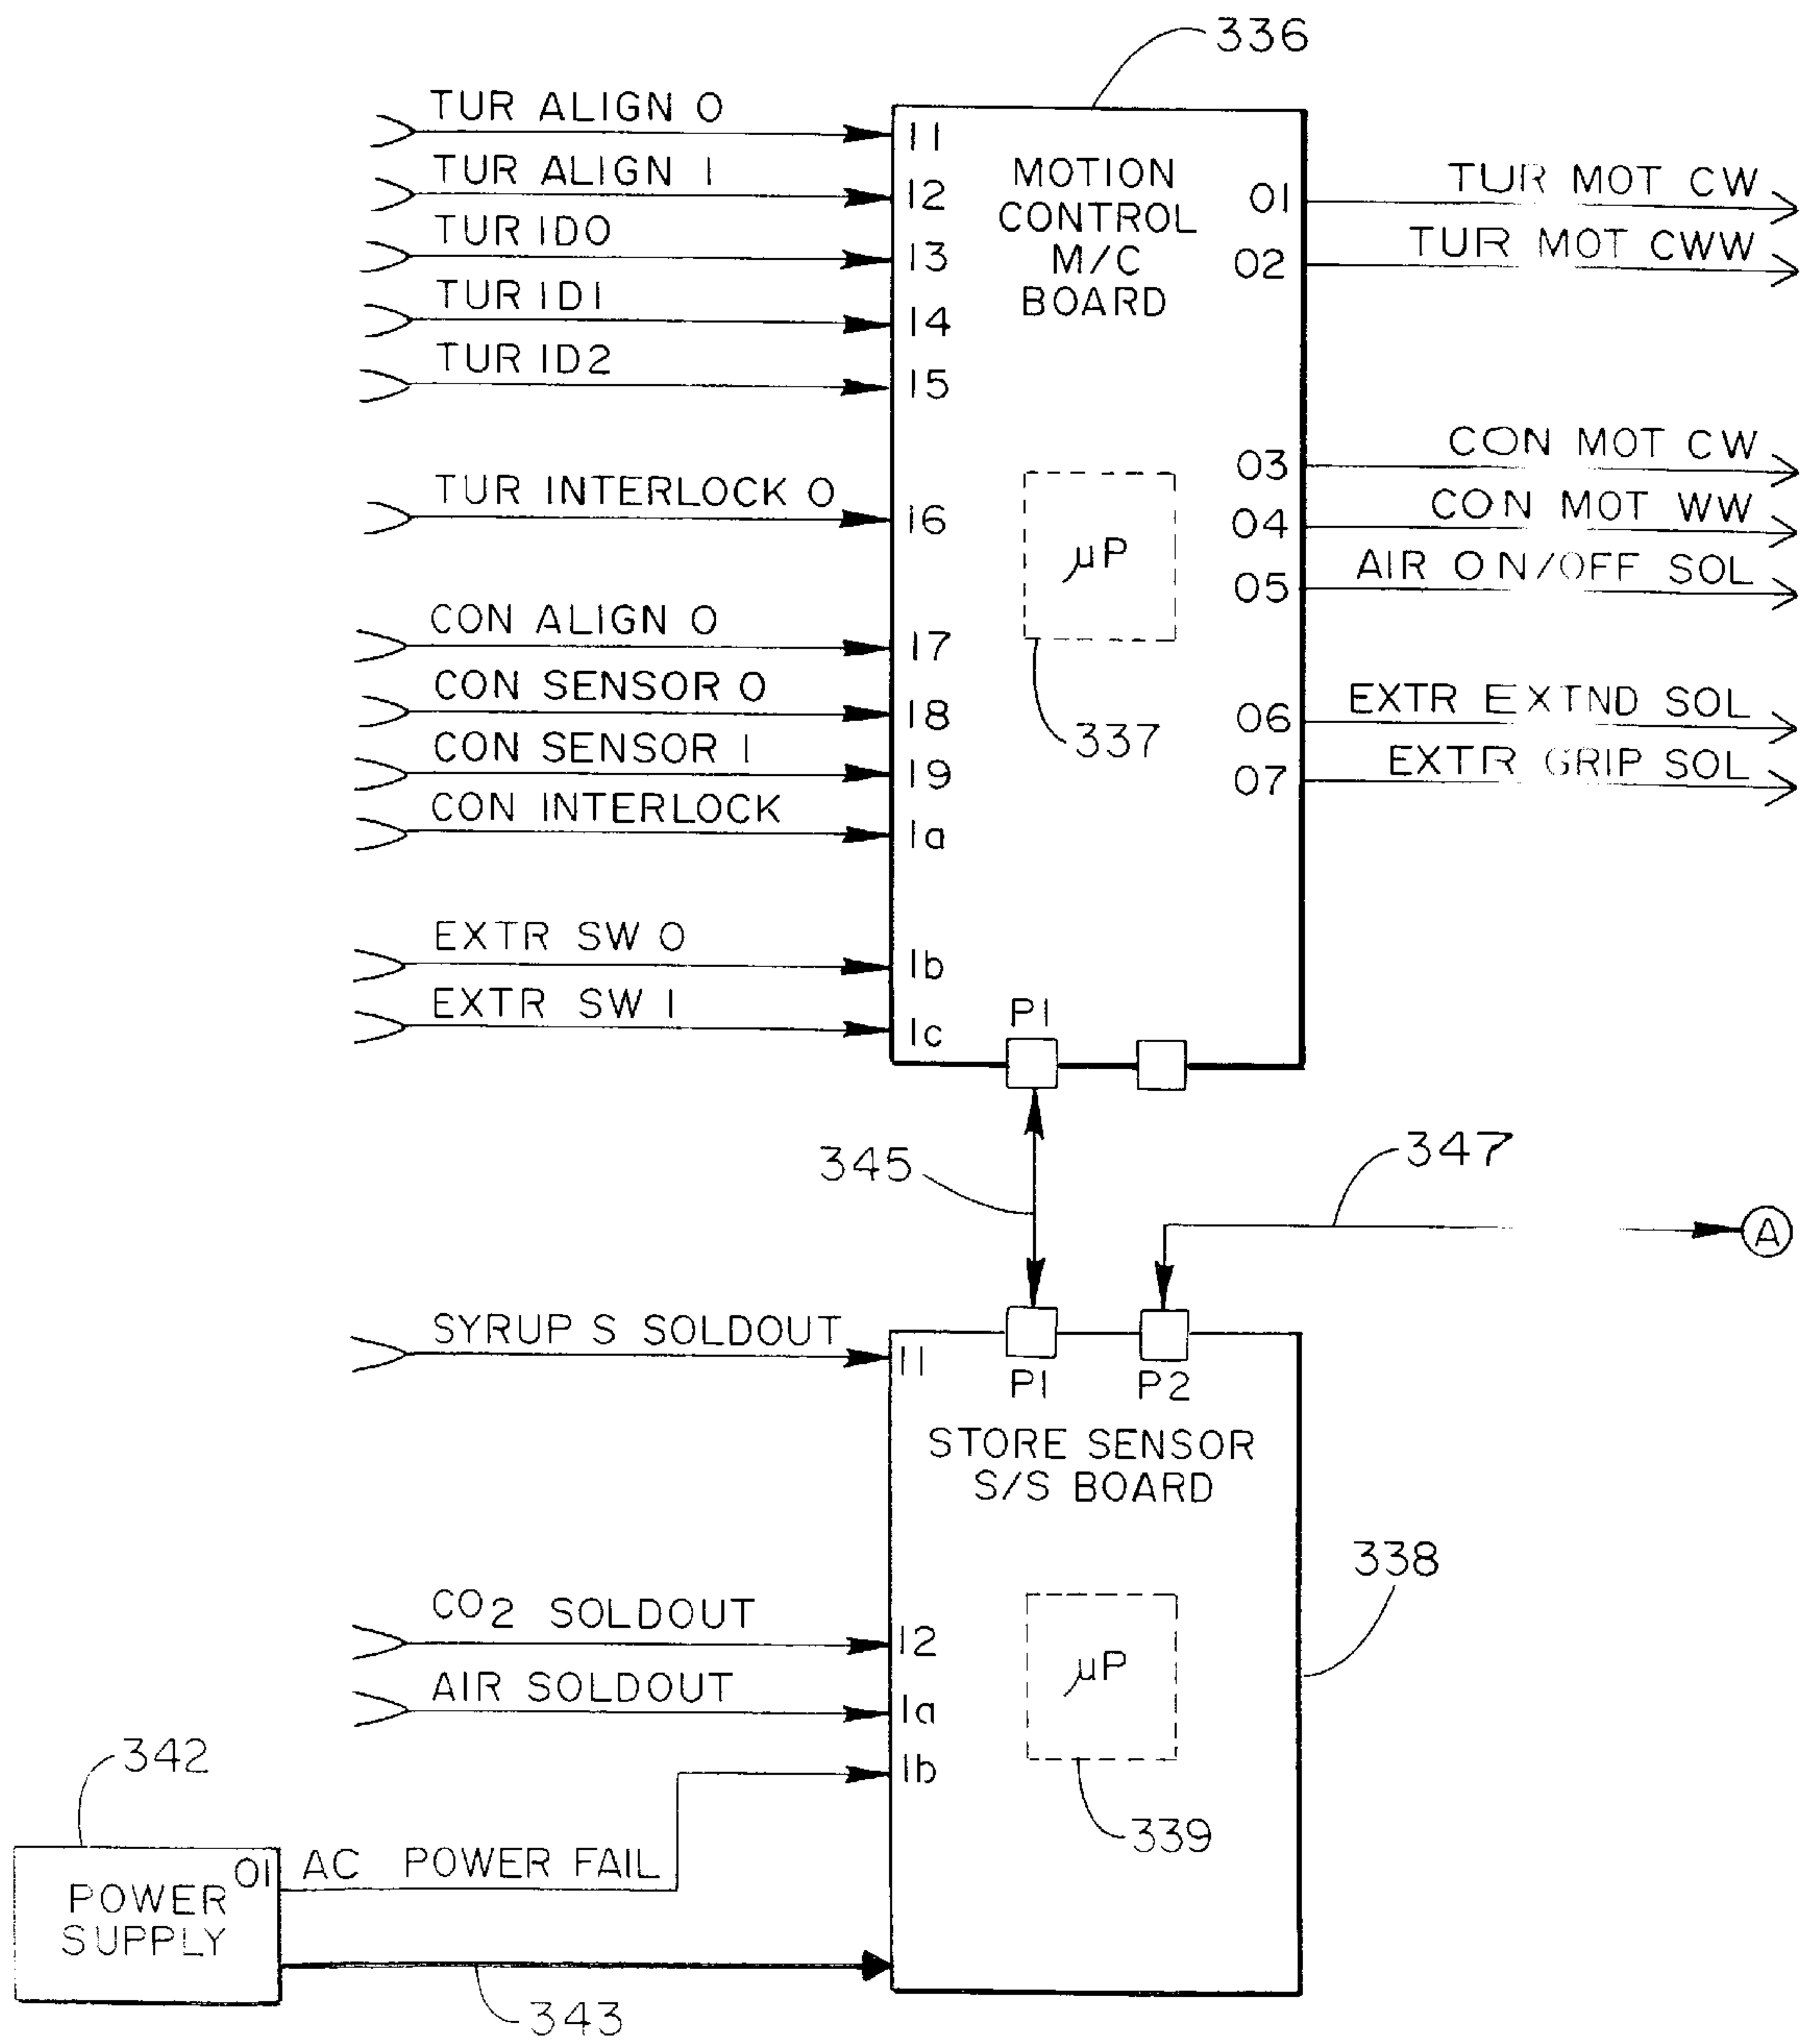 336
TUR ALIGN 0
TUR ALIGN 1
TUR ID0
TUR ID1
TUR ID2
TUR INTERLOCK 0
CON ALIGN 0
CON SENSOR 0
CON SENSOR 1
CON INTERLOCK
EXTR SW 0
EXTR SW 1
I1
I2
I3
I4
I5
I6
I7
I8
I9
Ia
Ib
Ic
MOTION
CONTROL
M/C
BOARD
μP
337
P1
01
02
03
04
05
06
07
TUR MOT CW
TUR MOT CWW
CON MOT CW
CON MOT WW
AIR ON/OFF SOL
EXTR EXTND SOL
EXTR GRIP SOL
345
347
A
SYRUP S SOLDOUT
CO2 SOLDOUT
AIR SOLDOUT
I1
I2
Ia
Ib
P1
P2
STORE SENSOR
S/S BOARD
μP
339
338
342
POWER
SUPPLY
01
AC POWER FAIL
343